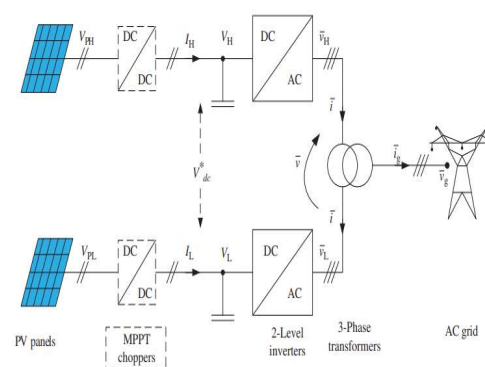 V_PH
DC
DC
I_H
V_H
DC
AC
v̅_H
i̅
v̅
i̅_g
v̅_g
V*_dc
i̅
V_PL
DC
DC
I_L
V_L
DC
AC
v̅_L
PV panels
MPPT
choppers
2-Level
inverters
3-Phase
transformers
AC grid